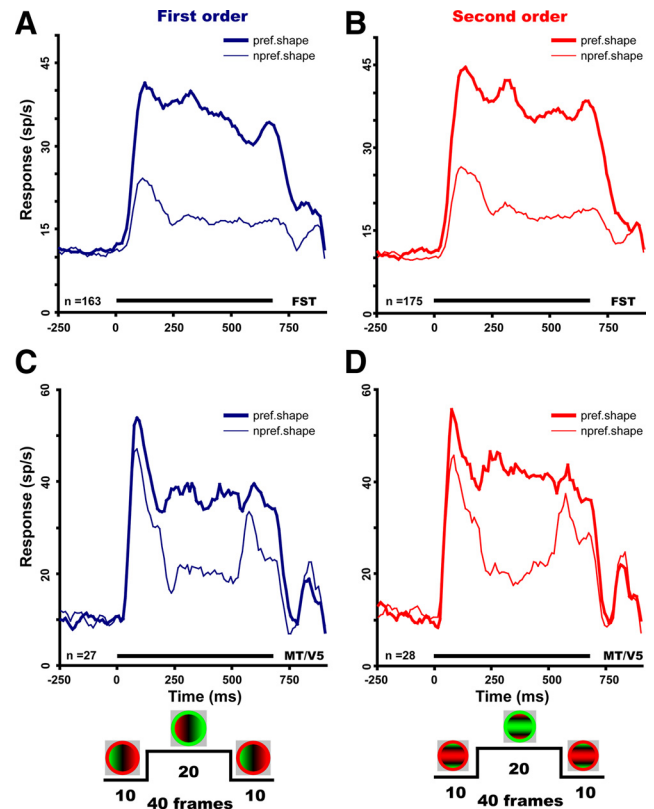 First order
Second order
A
pref.shape
npref.shape
45
30
15
0
Response (sp/s)
n =163
FST
-250
0
250
500
750
B
pref.shape
npref.shape
45
30
15
0
n =175
FST
-250
0
250
500
750
C
pref.shape
npref.shape
60
40
20
0
Response (sp/s)
n =27
MT/V5
-250
0
250
500
750
Time (ms)
D
pref.shape
npref.shape
60
40
20
0
n =28
MT/V5
-250
0
250
500
750
Time (ms)
20
10
10
40 frames
20
10
10
40 frames